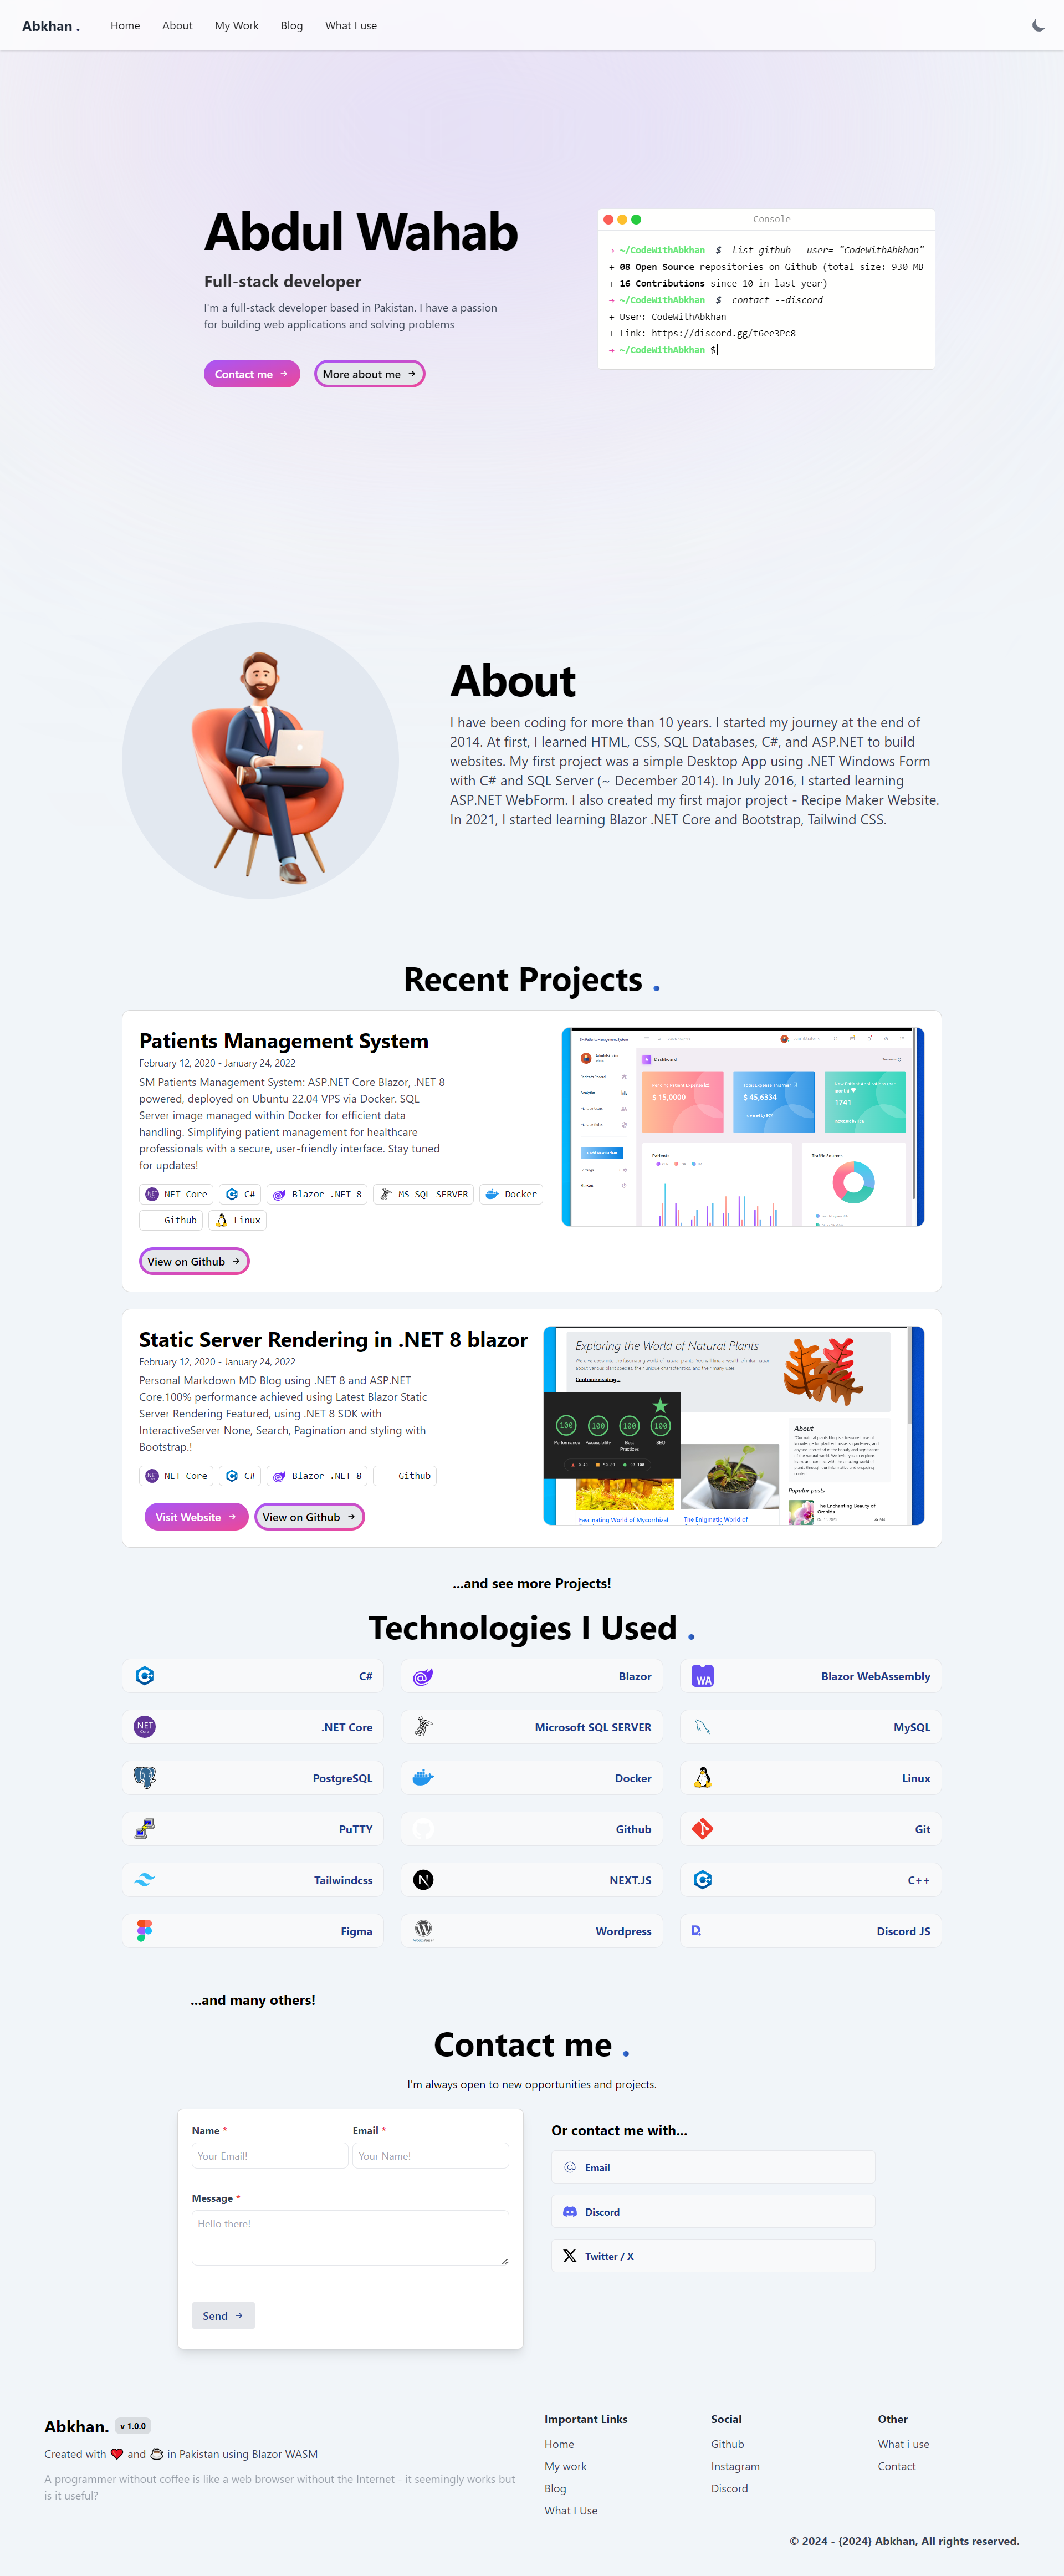 Abkhan .
Home
About
My Work
Blog
What I use
Abdul Wahab
Full-stack developer
I'm a full-stack developer based in Pakistan. I have a passion
for building web applications and solving problems
Contact me →
More about me →
Console
→ ~/CodeWithAbkhan $ list github --user= "CodeWithAbkhan"
+ 08 Open Source repositories on Github (total size: 930 MB
+ 16 Contributions since 10 in last year)
→ ~/CodeWithAbkhan $ contact --discord
+ User: CodeWithAbkhan
+ Link: https://discord.gg/t6ee3Pc8
→ ~/CodeWithAbkhan $
About
I have been coding for more than 10 years. I started my journey at the end of
2014. At first, I learned HTML, CSS, SQL Databases, C#, and ASP.NET to build
websites. My first project was a simple Desktop App using .NET Windows Form
with C# and SQL Server (~ December 2014). In July 2016, I started learning
ASP.NET WebForm. I also created my first major project - Recipe Maker Website.
In 2021, I started learning Blazor .NET Core and Bootstrap, Tailwind CSS.
Recent Projects .
Patients Management System
February 12, 2020 - January 24, 2022
SM Patients Management System: ASP.NET Core Blazor, .NET 8
powered, deployed on Ubuntu 22.04 VPS via Docker. SQL
Server image managed within Docker for efficient data
handling. Simplifying patient management for healthcare
professionals with a secure, user-friendly interface. Stay tuned
for updates!
NET Core
C#
Blazor .NET 8
MS SQL SERVER
Docker
Github
Linux
View on Github →
Dashboard
$ 15,0000
Total Expense This Year
$ 45,6334
1741
Patients
Traffic Sources
Static Server Rendering in .NET 8 blazor
February 12, 2020 - January 24, 2022
Personal Markdown MD Blog using .NET 8 and ASP.NET
Core.100% performance achieved using Latest Blazor Static
Server Rendering Featured, using .NET 8 SDK with
InteractiveServer None, Search, Pagination and styling with
Bootstrap.!
NET Core
C#
Blazor .NET 8
Github
Visit Website →
View on Github →
Exploring the World of Natural Plants
Continue reading...
100 100 100 100
Performance Accessibility Best Practices SEO
0-49 50-89 90-100
About
Popular posts
The Enchanting Beauty of
Orchids
Fascinating World of Mycorrhizal
The Enigmatic World of
...and see more Projects!
Technologies I Used .
C#
Blazor
WA
Blazor WebAssembly
.NET Core
Microsoft SQL SERVER
MySQL
PostgreSQL
Docker
Linux
PuTTY
Github
Git
Tailwindcss
NEXT.JS
C++
Figma
Wordpress
Discord JS
...and many others!
Contact me .
I'm always open to new opportunities and projects.
Name *
Email *
Your Email!
Your Name!
Message *
Hello there!
Send →
Or contact me with...
Email
Discord
Twitter / X
Abkhan. v 1.0.0
Created with ❤ and ☕ in Pakistan using Blazor WASM
A programmer without coffee is like a web browser without the Internet - it seemingly works but
is it useful?
Important Links
Home
My work
Blog
What I Use
Social
Github
Instagram
Discord
Other
What i use
Contact
© 2024 - {2024} Abkhan, All rights reserved.